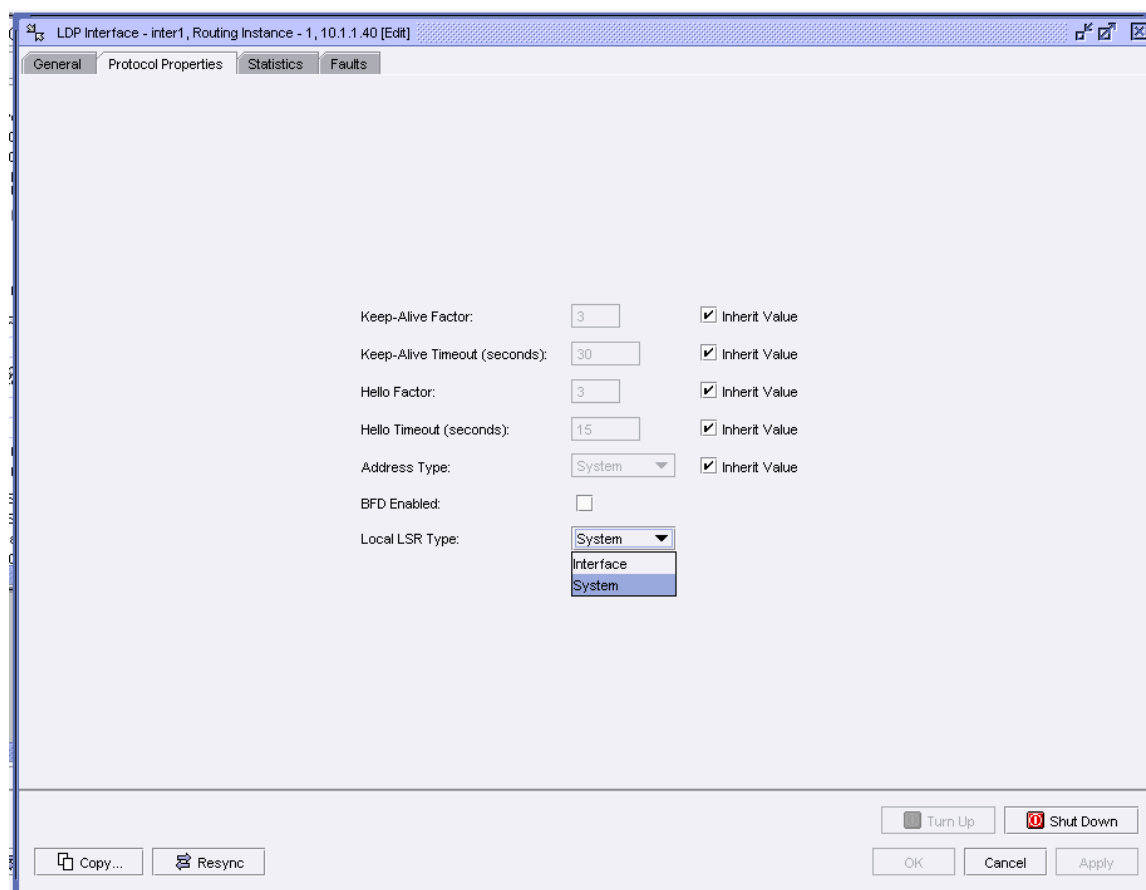 LDP Interface - inter1, Routing Instance - 1, 10.1.1.40 [Edit]
General Protocol Properties Statistics Faults
Keep-Alive Factor: 3 Inherit Value
Keep-Alive Timeout (seconds): 30 Inherit Value
Hello Factor: 3 Inherit Value
Hello Timeout (seconds): 15 Inherit Value
Address Type: System Inherit Value
BFD Enabled:
Local LSR Type: System
Interface
System
Turn Up Shut Down
Copy... Resync OK Cancel Apply